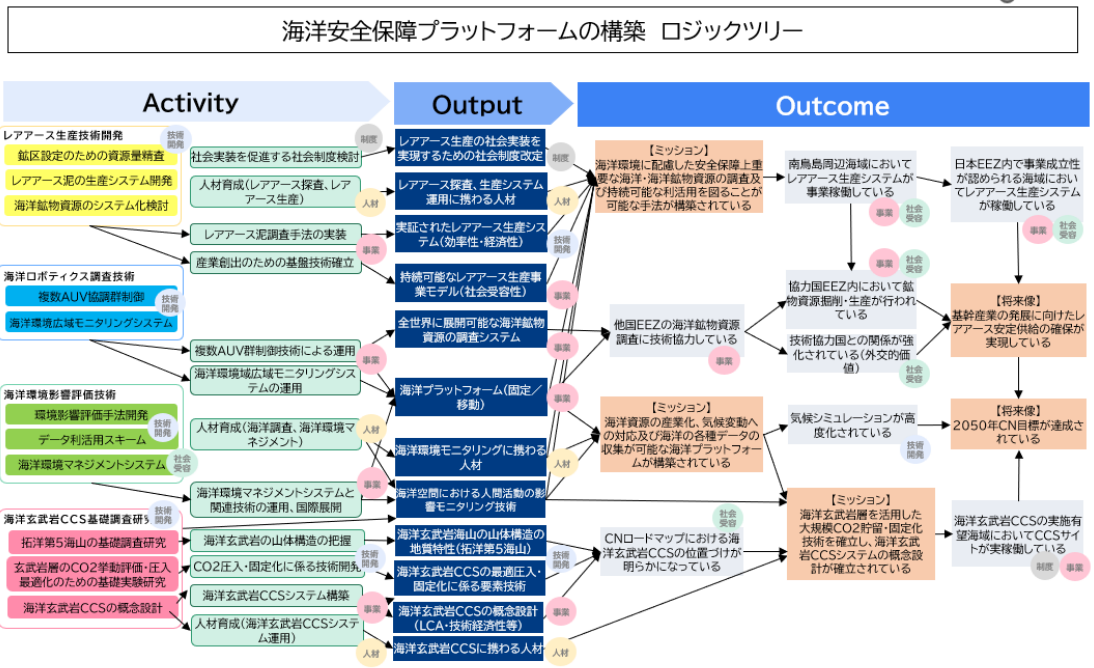 海洋安全保障プラットフォームの構築 ロジックツリー
Activity
Output
Outcome
レアアース生産技術開発
技術
開発
鉱区設定のための資源量精査
レアアース泥の生産システム開発
海洋鉱物資源のシステム化検討
海洋ロボティクス調査技術
複数AUV協調群制御
技術
開発
海洋環境広域モニタリングシステム
海洋環境影響評価技術
環境影響評価手法開発
技術
開発
データ利活用スキーム
海洋環境マネジメントシステム
社会
受容
海洋玄武岩CCS基礎調査研究
技術
開発
拓洋第5海山の基礎調査研究
玄武岩層のCO2挙動評価・圧入
最適化のための基礎実験研究
海洋玄武岩CCSの概念設計
制度
社会実装を促進する社会制度検討
人材育成(レアアース探査、レア
アース生産)
人材
レアアース泥調査手法の実装
事業
産業創出のための基盤技術確立
複数AUV群制御技術による運用
事業
海洋環境域広域モニタリングシス
テムの運用
人材育成(海洋調査、海洋環境マ
ネジメント)
人材
事業
海洋環境マネジメントシステムと
関連技術の運用、国際展開
海洋玄武岩の山体構造の把握
CO2圧入・固定化に係る技術開発
技術
開発
海洋玄武岩CCSシステム構築
事業
人材育成(海洋玄武岩CCSシステ
ム運用)
人材
レアアース生産の社会実装を
実現するための社会制度改定
制度
レアアース探査、生産システム
運用に携わる人材
人材
実証されたレアアース生産シス
テム(効率性・経済性)
技術
開発
持続可能なレアアース生産事
業モデル(社会受容性)
事業
全世界に展開可能な海洋鉱物
資源の調査システム
事業
海洋プラットフォーム(固定/
移動)
事業
海洋環境モニタリングに携わる
人材
人材
海洋空間における人間活動の影
響モニタリング技術
海洋玄武岩海山の山体構造の
地質特性(拓洋第5海山)
技術
開発
海洋玄武岩CCSの最適圧入・
固定化に係る要素技術
海洋玄武岩CCSの概念設計
(LCA・技術経済性等)
事業
海洋玄武岩CCSに携わる人材
人材
【ミッション】
海洋環境に配慮した安全保障上重
要な海洋・海洋鉱物資源の調査及
び持続可能な利活用を図ることが
可能な手法が構築されている
他国EEZの海洋鉱物資源
調査に技術協力している
事業
【ミッション】
海洋資源の産業化、気候変動へ
の対応及び海洋の各種データの
収集が可能な海洋プラットフォー
ムが構築されている
社会
受容
CNロードマップにおける海
洋玄武岩CCSの位置づけが
明らかになっている
南鳥島周辺海域において
レアアース生産システムが
事業稼働している
事業
社会
受容
事業
社会
受容
協力国EEZ内において鉱
物資源掘削・生産が行われ
ている
技術協力国との関係が強
化されている(外交的価
値)
社会
受容
気候シミュレーションが高
度化されている
技術
開発
【ミッション】
海洋玄武岩層を活用した
大規模CO2貯留・固定化
技術を確立し、海洋玄武
岩CCSシステムの概念設
計が確立されている
日本EEZ内で事業成立性
が認められる海域におい
てレアアース生産システム
が稼働している
事業
社会
受容
【将来像】
基幹産業の発展に向けたレ
アアース安定供給の確保が
実現している
【将来像】
2050年CN目標が達成さ
れている
海洋玄武岩CCSの実施有
望海域においてCCSサイ
トが実稼働している
制度
事業